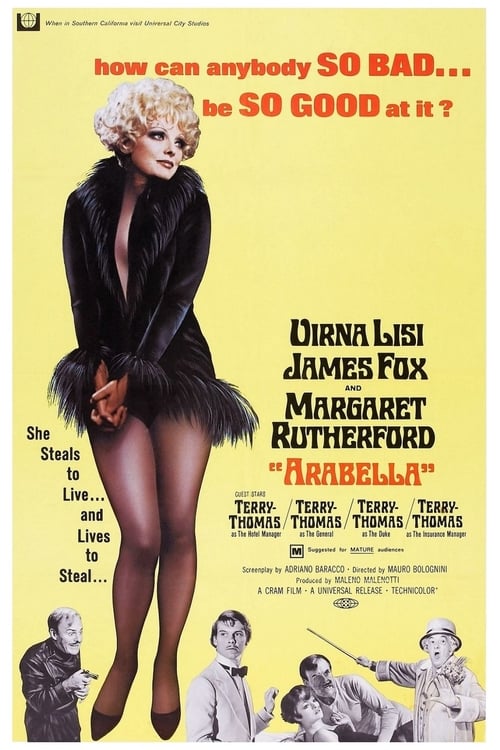 When in Southern California visit Universal City Studios
how can anybody SO BAD...
be SO GOOD at it?
VIRNA LISI
JAMES FOX
AND
MARGARET
RUTHERFORD
"ARABELLA"
She
Steals
to
Live...
and
Lives
to
Steal...
GUEST STARS
TERRY-THOMAS as The Hotel Manager / TERRY-THOMAS as The General / TERRY-THOMAS as The Duke / TERRY-THOMAS as The Insurance Manager
M Suggested for MATURE audiences
Screenplay by ADRIANO BARACCO • Directed by MAURO BOLOGNINI
Produced by MALENO MALENOTTI
A CRAM FILM • A UNIVERSAL RELEASE • TECHNICOLOR®